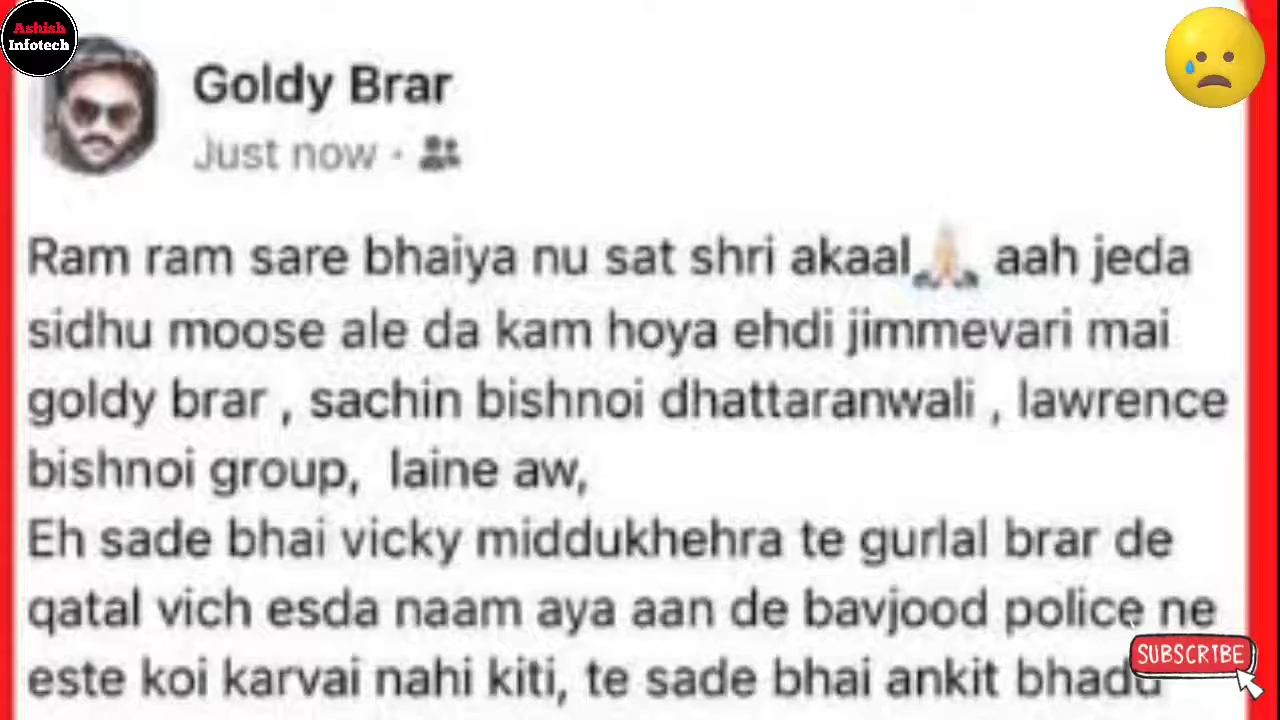 Ashish
Infotech
Goldy Brar
Just now ·
Ram ram sare bhaiya nu sat shri akaal🙏🏻 aah jeda
sidhu moose ale da kam hoya ehdi jimmevari mai
goldy brar , sachin bishnoi dhattaranwali , lawrence
bishnoi group, laine aw,
Eh sade bhai vicky middukhehra te gurlal brar de
qatal vich esda naam aya aan de bavjood police ne
este koi karvai nahi kiti, te sade bhai ankit bhadu
SUBSCRIBE